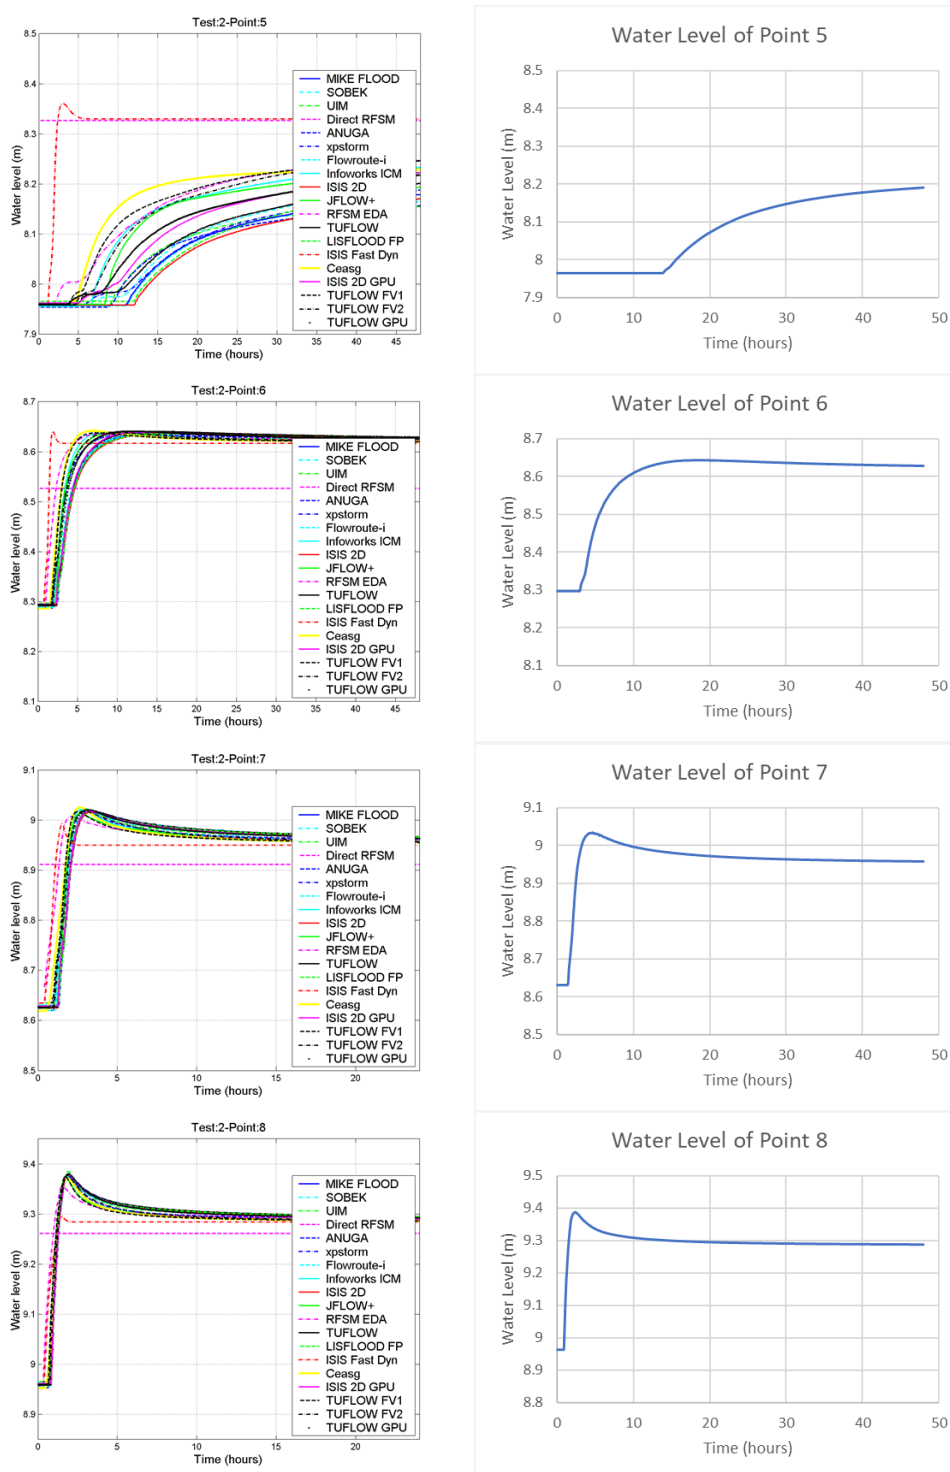 Test:2-Point:5
8.5
8.4
8.3
8.2
8.1
8
7.9
Water level (m)
0
5
10
15
20
25
30
35
40
45
Time (hours)
MIKE FLOOD
SOBEK
UIM
Direct RFSM
ANUGA
xpstorm
Flowroute-i
Infoworks ICM
ISIS 2D
JFLOW+
RFSM EDA
TUFLOW
LISFLOOD FP
ISIS Fast Dyn
Ceasg
ISIS 2D GPU
TUFLOW FV1
TUFLOW FV2
TUFLOW GPU
Water Level of Point 5
8.5
8.4
8.3
8.2
8.1
8
7.9
Water Level (m)
0
10
20
30
40
50
Time (hours)
Test:2-Point:6
8.7
8.6
8.5
8.4
8.3
8.2
8.1
Water level (m)
0
5
10
15
20
25
30
35
40
45
Time (hours)
MIKE FLOOD
SOBEK
UIM
Direct RFSM
ANUGA
xpstorm
Flowroute-i
Infoworks ICM
ISIS 2D
JFLOW+
RFSM EDA
TUFLOW
LISFLOOD FP
ISIS Fast Dyn
Ceasg
ISIS 2D GPU
TUFLOW FV1
TUFLOW FV2
TUFLOW GPU
Water Level of Point 6
8.7
8.6
8.5
8.4
8.3
8.2
8.1
Water Level (m)
0
10
20
30
40
50
Time (hours)
Test:2-Point:7
9.1
9
8.9
8.8
8.7
8.6
8.5
Water level (m)
0
5
10
15
20
Time (hours)
MIKE FLOOD
SOBEK
UIM
Direct RFSM
ANUGA
xpstorm
Flowroute-i
Infoworks ICM
ISIS 2D
JFLOW+
RFSM EDA
TUFLOW
LISFLOOD FP
ISIS Fast Dyn
Ceasg
ISIS 2D GPU
TUFLOW FV1
TUFLOW FV2
TUFLOW GPU
Water Level of Point 7
9.1
9
8.9
8.8
8.7
8.6
8.5
Water Level (m)
0
10
20
30
40
50
Time (hours)
Test:2-Point:8
9.4
9.3
9.2
9.1
9
8.9
Water level (m)
0
5
10
15
20
Time (hours)
MIKE FLOOD
SOBEK
UIM
Direct RFSM
ANUGA
xpstorm
Flowroute-i
Infoworks ICM
ISIS 2D
JFLOW+
RFSM EDA
TUFLOW
LISFLOOD FP
ISIS Fast Dyn
Ceasg
ISIS 2D GPU
TUFLOW FV1
TUFLOW FV2
TUFLOW GPU
Water Level of Point 8
9.5
9.4
9.3
9.2
9.1
9
8.9
8.8
Water Level (m)
0
10
20
30
40
50
Time (hours)